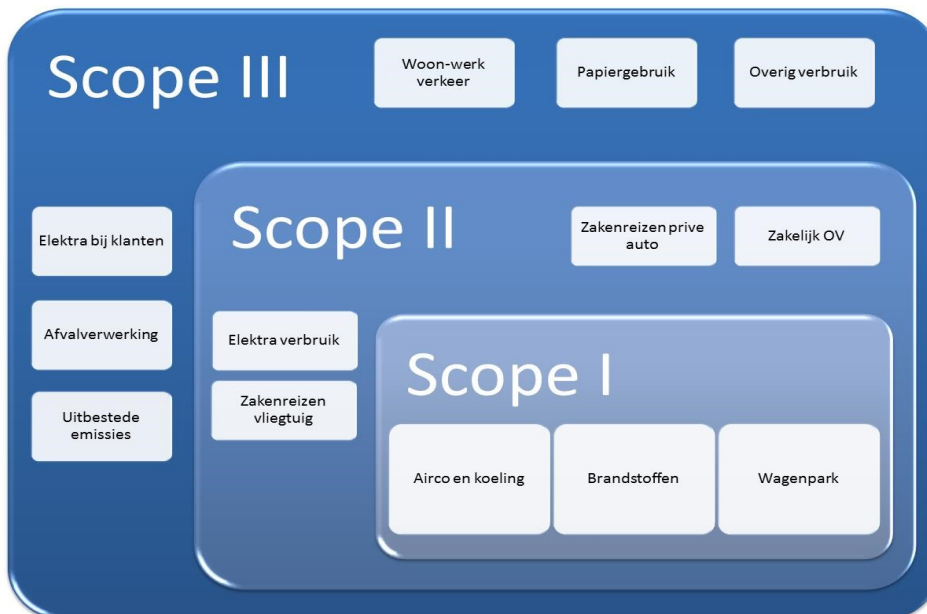 Scope III
Woon-werk
verkeer
Papiergebruik
Overig verbruik
Elektra bij klanten
Afvalverwerking
Uitbestede
emissies
Scope II
Zakenreizen prive
auto
Zakelijk OV
Elektra verbruik
Zakenreizen
vliegtuig
Scope I
Airco en koeling
Brandstoffen
Wagenpark